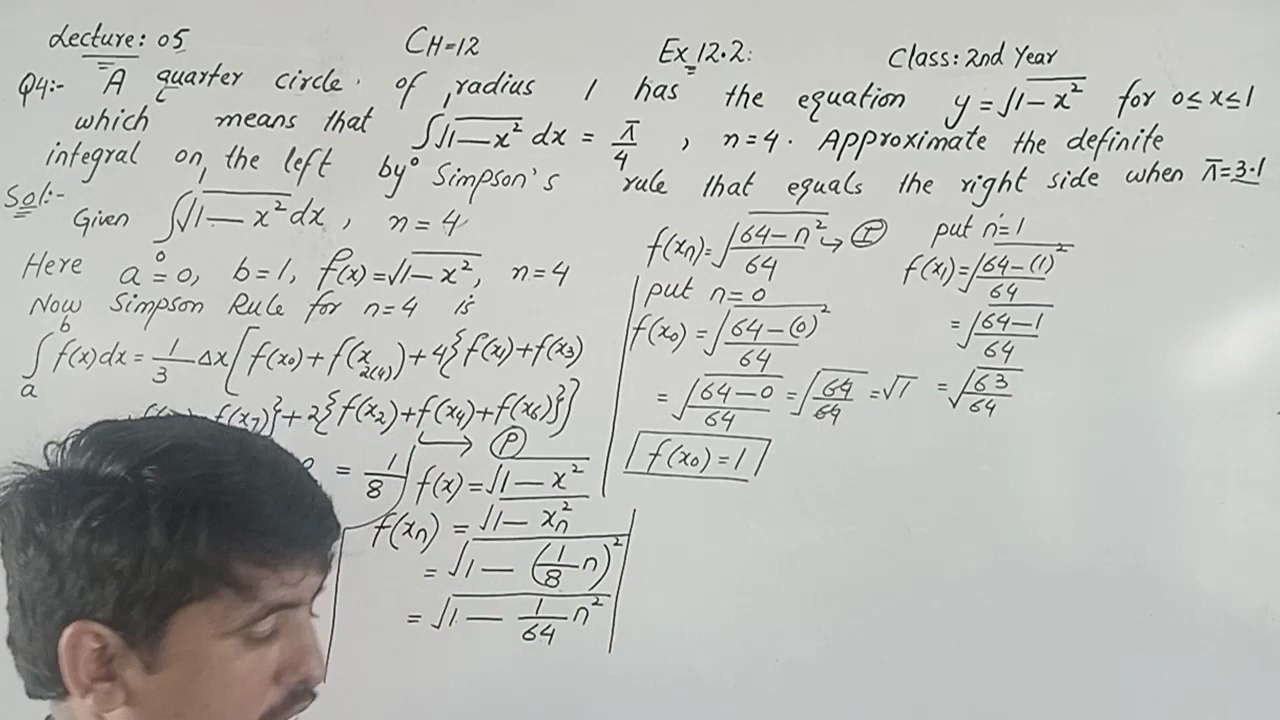 Lecture: 05 CH=12 Ex 12.2: Class: 2nd Year
Q4:- A quarter circle of radius 1 has the equation y = √(1-x²) for 0≤x≤1
which means that ∫√(1-x²) dx = π/4 , n=4. Approximate the definite
integral on the left by Simpson's rule that equals the right side when π=3.1
Sol:-
Given ∫₀√(1-x²) dx, n=4
Here a=0, b=1, f(x)=√(1-x²), n=4
Now Simpson Rule for n=4 is
∫ₐᵇ f(x)dx = 1/3 Δx[f(x₀)+f(x₂₍₄₎)+4{f(x₁)+f(x₃)
f(x₇)}+2{f(x₂)+f(x₄)+f(x₆)}]
→ Ⓟ
= 1/8
f(x) = √(1-x²)
f(xₙ) = √(1-xₙ²)
= √(1-(1/8 n)²)
= √(1-1/64 n²)
f(xₙ) = √((64-n²)/64) → Ⓘ
put n=0
f(x₀) = √((64-(0)²)/64)
= √((64-0)/64) = √(64/64) = √1
f(x₀)=1
put n=1
f(x₁) = √((64-(1)²)/64)
= √((64-1)/64)
= √(63/64)